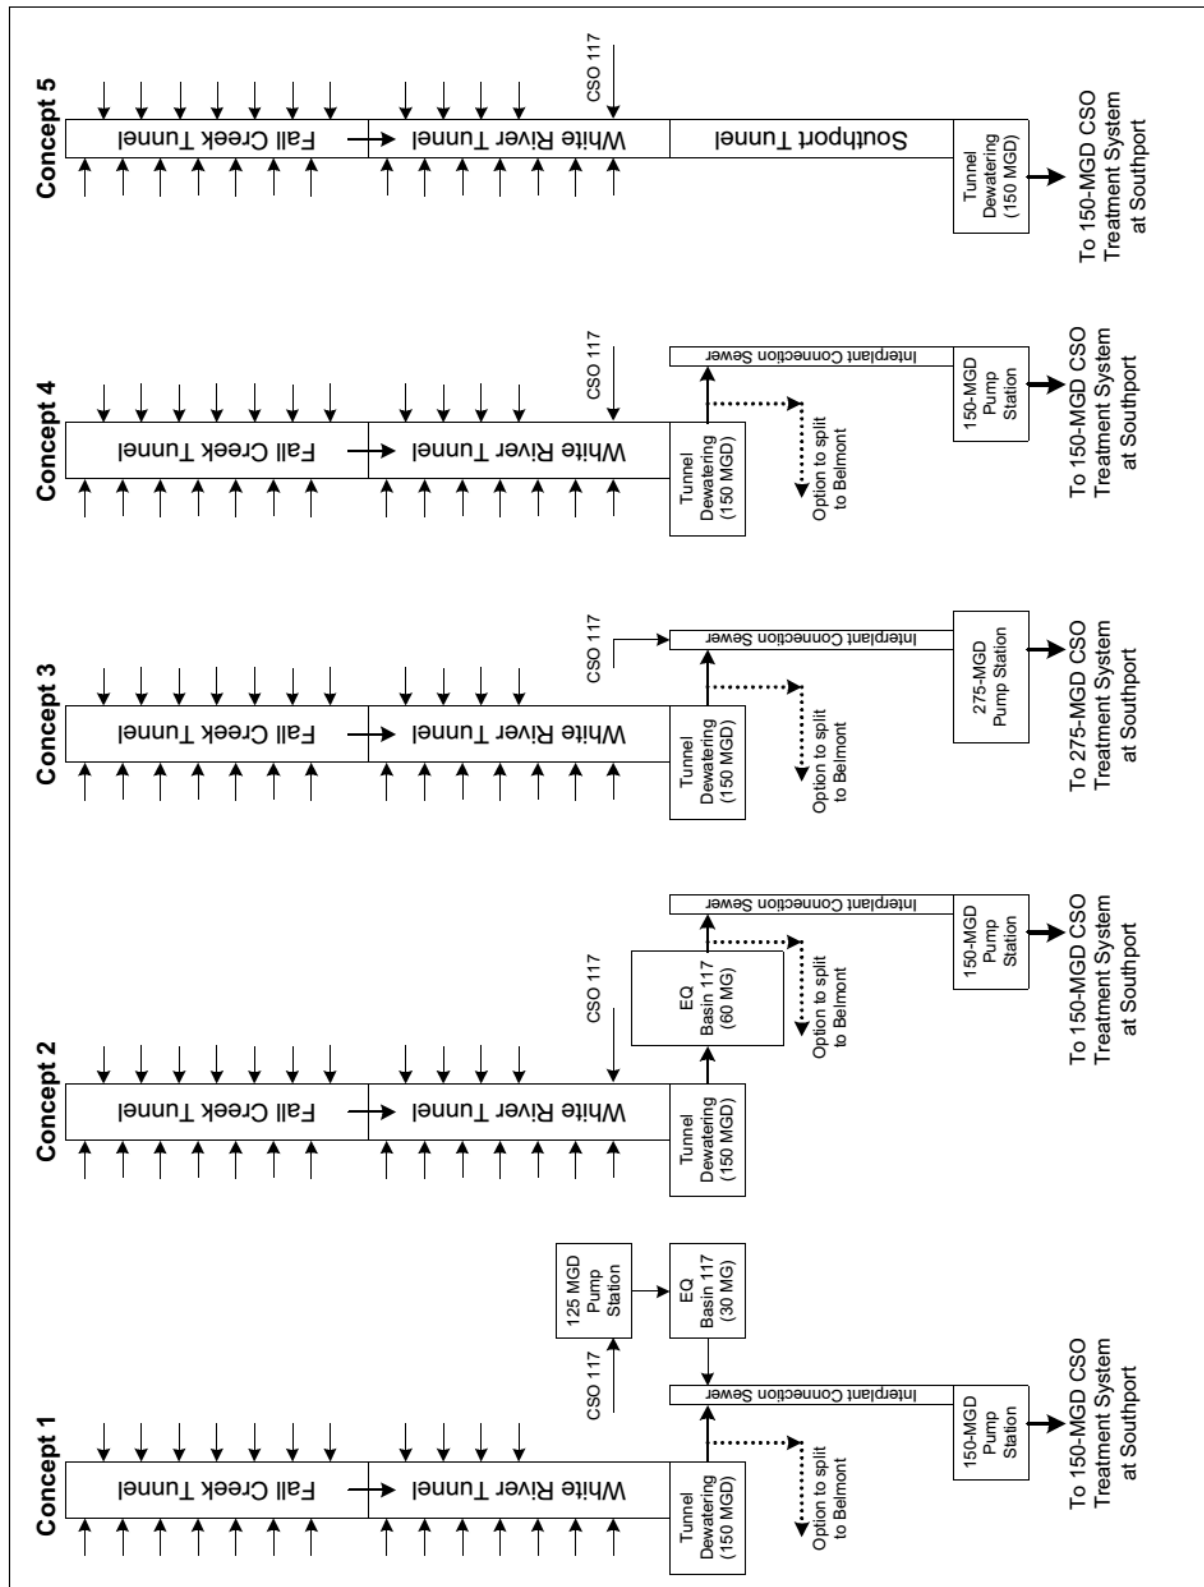 Concept 1
Fall Creek Tunnel
White River Tunnel
CSO 117
125 MGD
Pump
Station
EQ
Basin 117
(30 MG)
Tunnel
Dewatering
(150 MGD)
Interplant Connection Sewer
Option to split
to Belmont
150-MGD
Pump
Station
To 150-MGD CSO
Treatment System
at Southport
Concept 2
Fall Creek Tunnel
White River Tunnel
CSO 117
Tunnel
Dewatering
(150 MGD)
EQ
Basin 117
(60 MG)
Interplant Connection Sewer
Option to split
to Belmont
150-MGD
Pump
Station
To 150-MGD CSO
Treatment System
at Southport
Concept 3
Fall Creek Tunnel
White River Tunnel
CSO 117
Tunnel
Dewatering
(150 MGD)
Interplant Connection Sewer
Option to split
to Belmont
275-MGD
Pump Station
To 275-MGD CSO
Treatment System
at Southport
Concept 4
Fall Creek Tunnel
White River Tunnel
CSO 117
Tunnel
Dewatering
(150 MGD)
Interplant Connection Sewer
Option to split
to Belmont
150-MGD
Pump
Station
To 150-MGD CSO
Treatment System
at Southport
Concept 5
Fall Creek Tunnel
White River Tunnel
CSO 117
Southport Tunnel
Tunnel
Dewatering
(150 MGD)
To 150-MGD CSO
Treatment System
at Southport